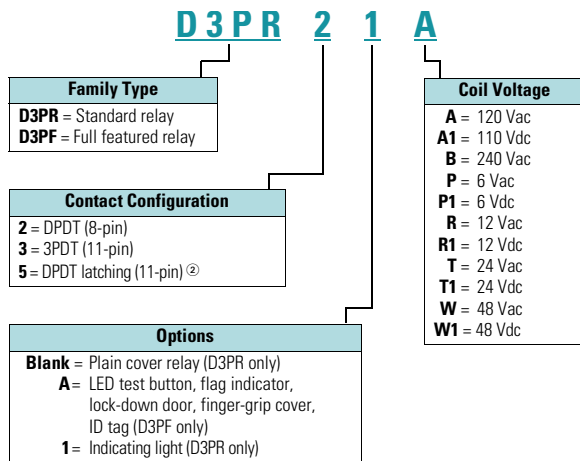 D3PR 2 1 A
Family Type
D3PR = Standard relay
D3PF = Full featured relay
Contact Configuration
2 = DPDT (8-pin)
3 = 3PDT (11-pin)
5 = DPDT latching (11-pin) ②
Options
Blank = Plain cover relay (D3PR only)
A = LED test button, flag indicator,
lock-down door, finger-grip cover,
ID tag (D3PF only)
1 = Indicating light (D3PR only)
Coil Voltage
A = 120 Vac
A1 = 110 Vdc
B = 240 Vac
P = 6 Vac
P1 = 6 Vdc
R = 12 Vac
R1 = 12 Vdc
T = 24 Vac
T1 = 24 Vdc
W = 48 Vac
W1 = 48 Vdc